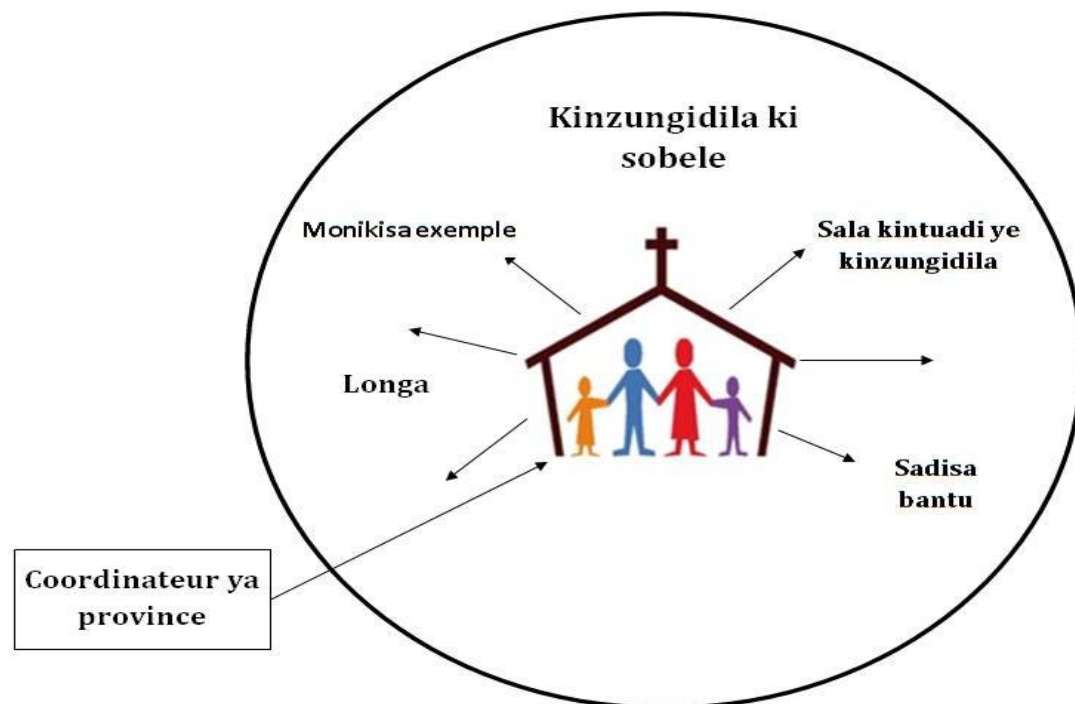 Kinzungidila ki
sobele
Monikisa exemple
Sala kintuadi ye
kinzungidila
Longa
Sadisa
bantu
Coordinateur ya
province